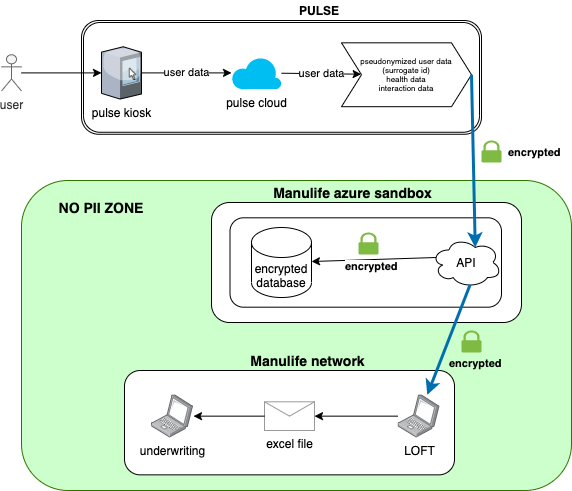 PULSE
user
pulse kiosk
user data
pulse cloud
user data
pseudonymized user data
(surrogate id)
health data
interaction data
encrypted
NO PII ZONE
Manulife azure sandbox
encrypted
database
encrypted
API
encrypted
Manulife network
underwriting
excel file
LOFT